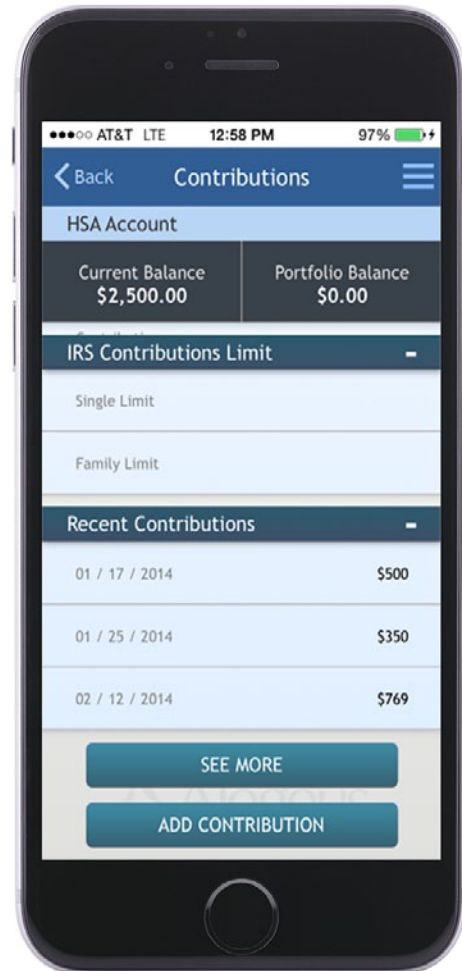 AT&T LTE 12:58 PM 97%
Back Contributions
HSA Account
Current Balance Portfolio Balance
$2,500.00 $0.00
IRS Contributions Limit -
Single Limit
Family Limit
Recent Contributions -
01 / 17 / 2014 $500
01 / 25 / 2014 $350
02 / 12 / 2014 $769
SEE MORE
ADD CONTRIBUTION